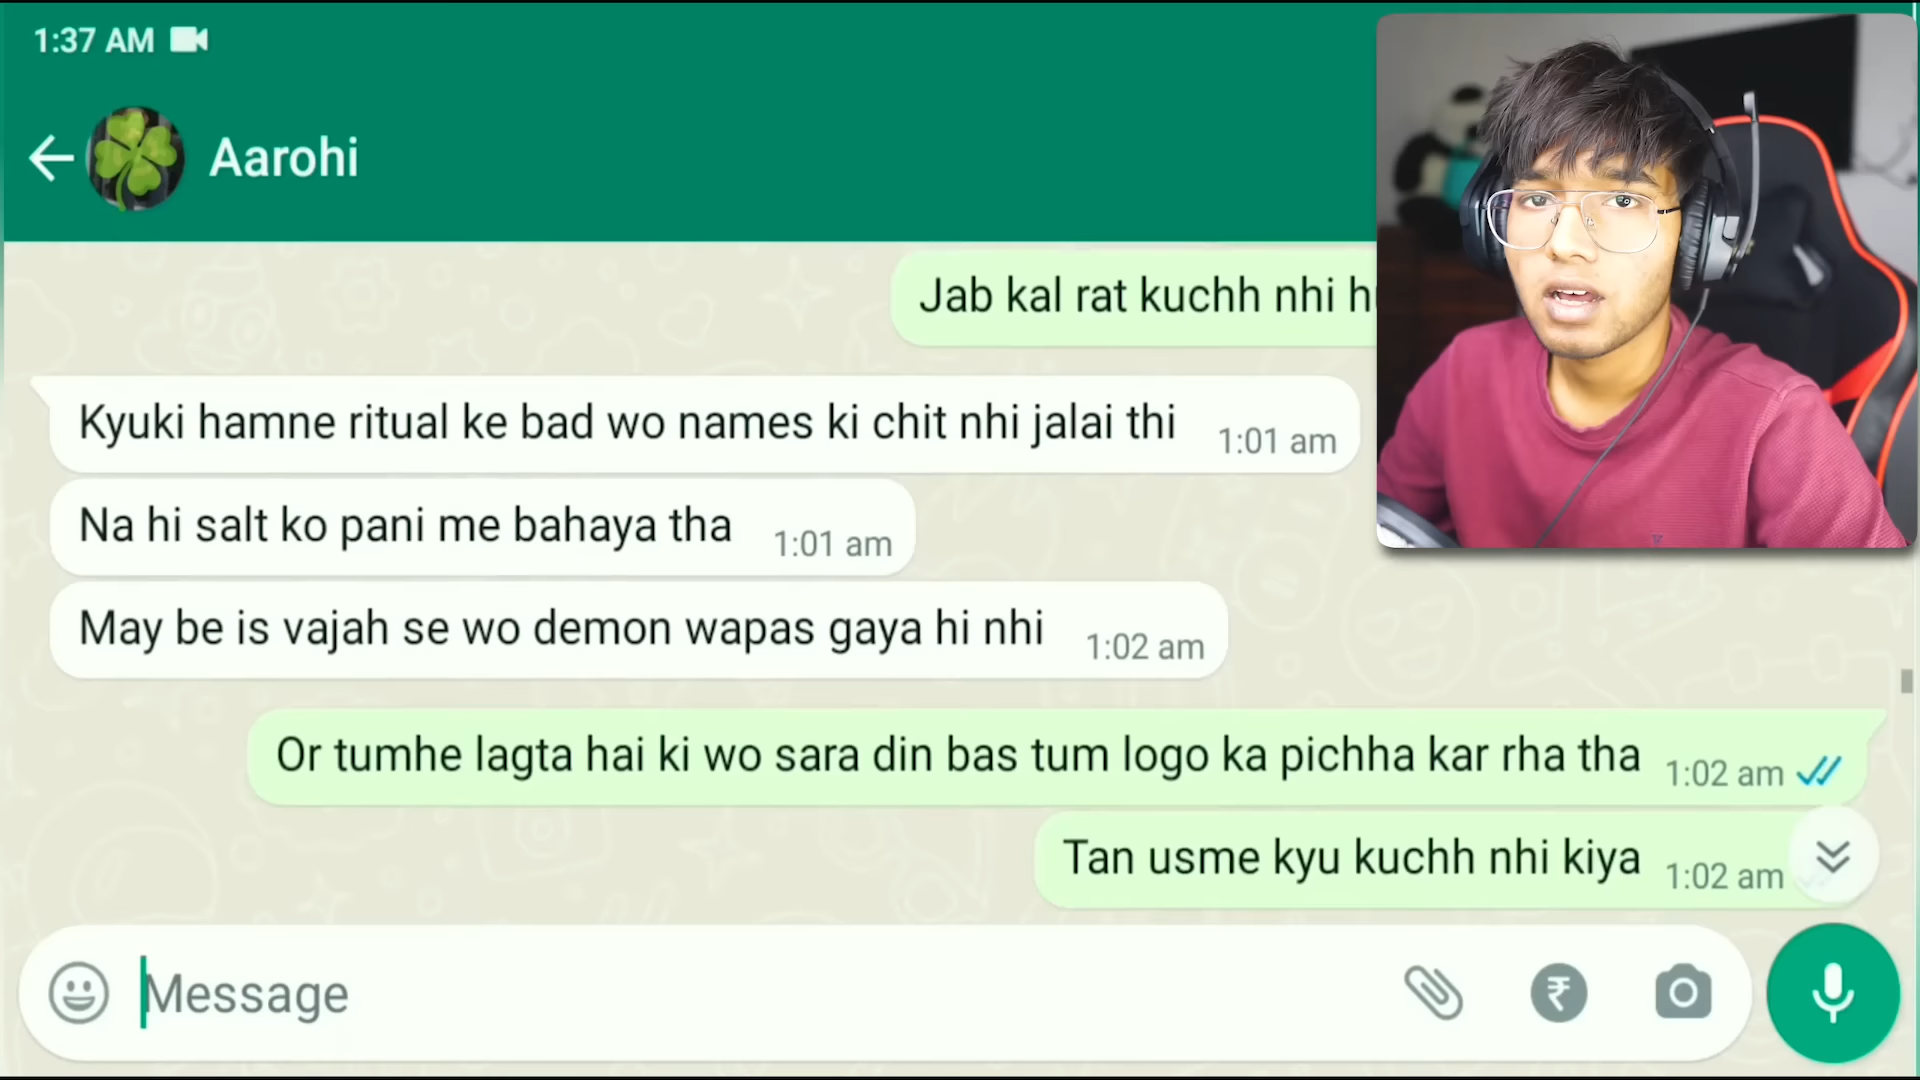 1:37 AM
Aarohi
Jab kal rat kuchh nhi
Kyuki hamne ritual ke bad wo names ki chit nhi jalai thi 1:01 am
Na hi salt ko pani me bahaya tha 1:01 am
May be is vajah se wo demon wapas gaya hi nhi 1:02 am
Or tumhe lagta hai ki wo sara din bas tum logo ka pichha kar rha tha 1:02 am
Tan usme kyu kuchh nhi kiya 1:02 am
Message